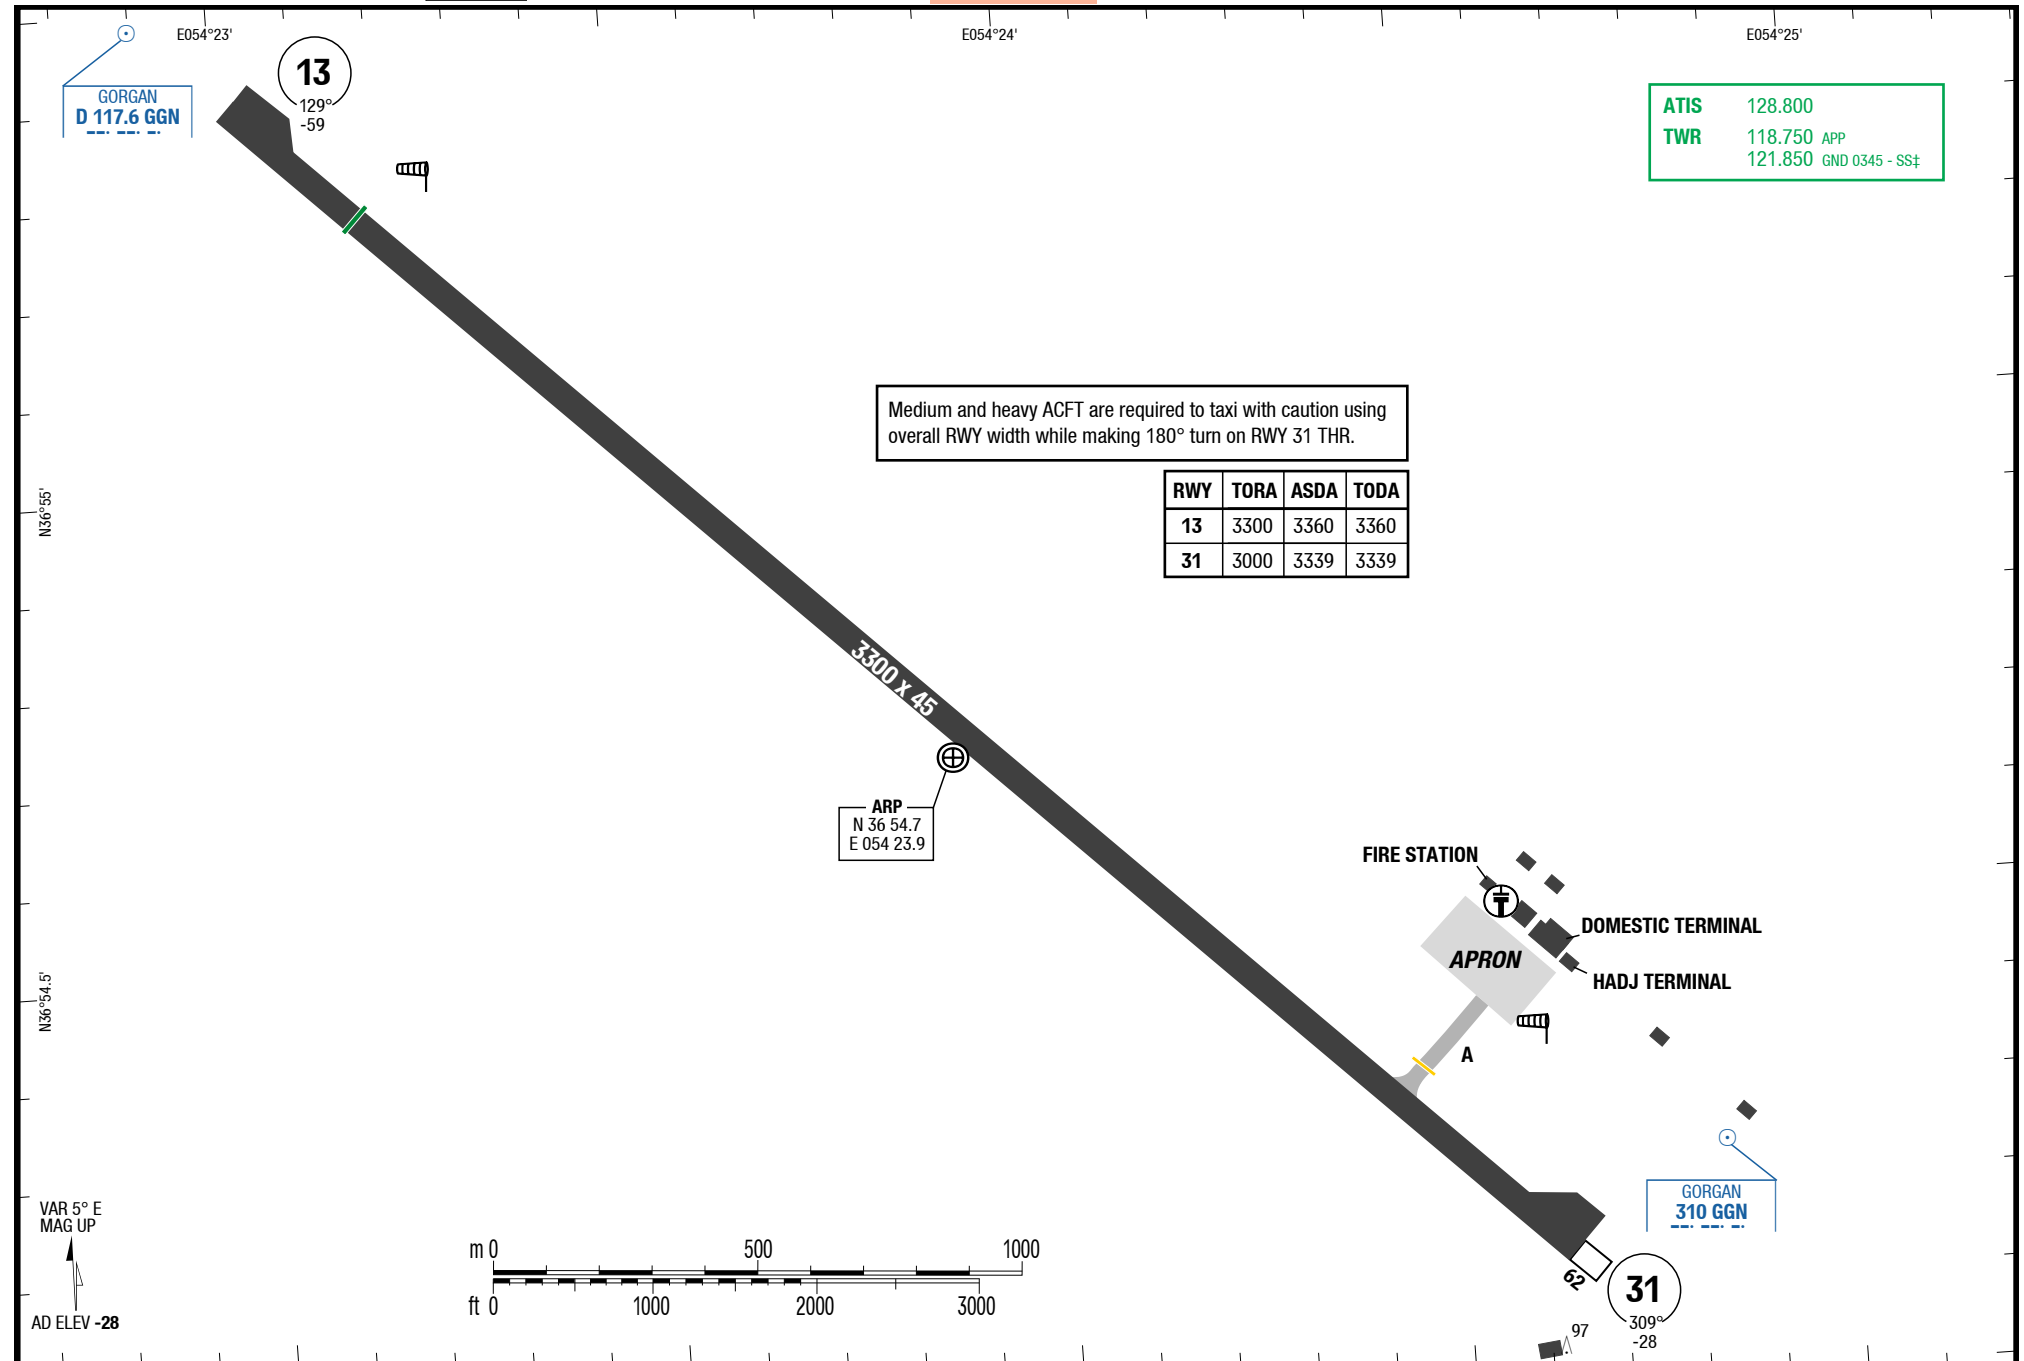 E054°23'
E054°24'
E054°25'
GORGAN
D 117.6 GGN
13
129°
-59
ATIS 128.800
TWR 118.750 APP
121.850 GND 0345 - SS‡
Medium and heavy ACFT are required to taxi with caution using
overall RWY width while making 180° turn on RWY 31 THR.
RWY TORA ASDA TODA
13 3300 3360 3360
31 3000 3339 3339
N36°55'
3300 x 45
ARP
N 36 54.7
E 054 23.9
FIRE STATION
DOMESTIC TERMINAL
APRON
HADJ TERMINAL
N36°54.5'
A
GORGAN
310 GGN
VAR 5° E
MAG UP
AD ELEV -28
m 0 500 1000
ft 0 1000 2000 3000
62
31
309°
-28
97